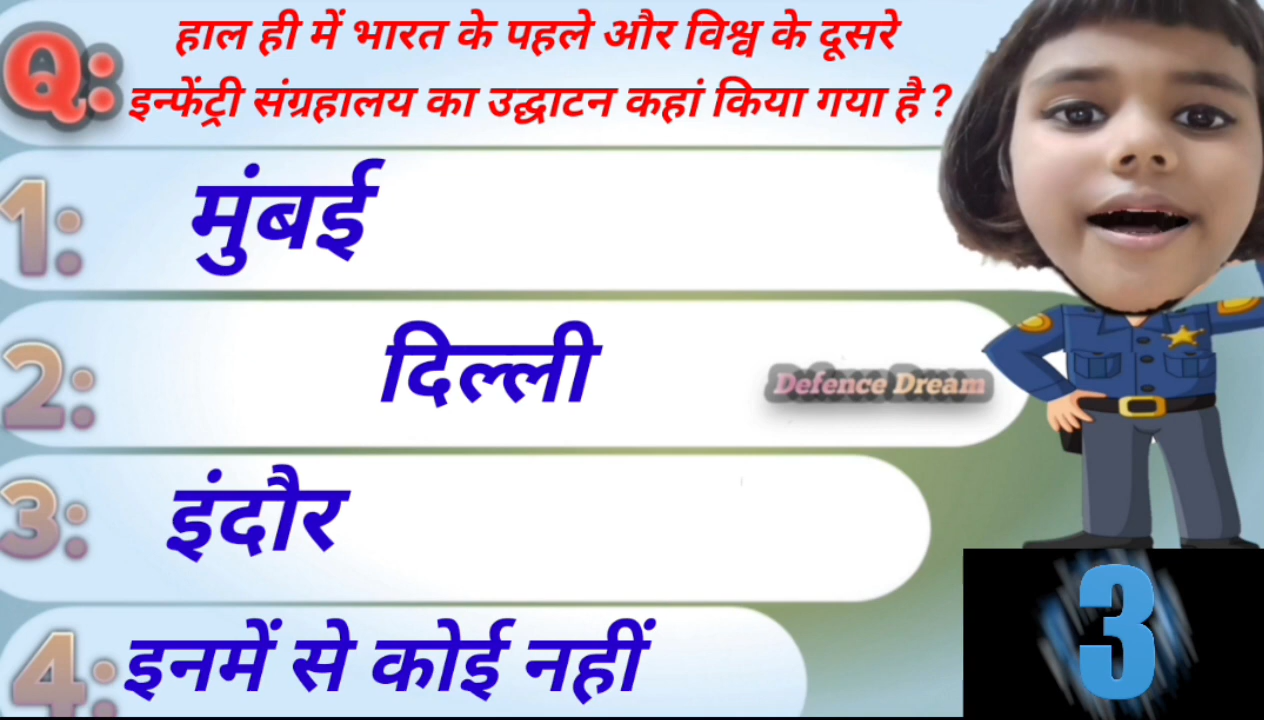 Q: हाल ही में भारत के पहले और विश्व के दूसरे
इन्फेंट्री संग्रहालय का उद्घाटन कहां किया गया है ?
1: मुंबई
2: दिल्ली
Defence Dream
3: इंदौर
4: इनमें से कोई नहीं
3